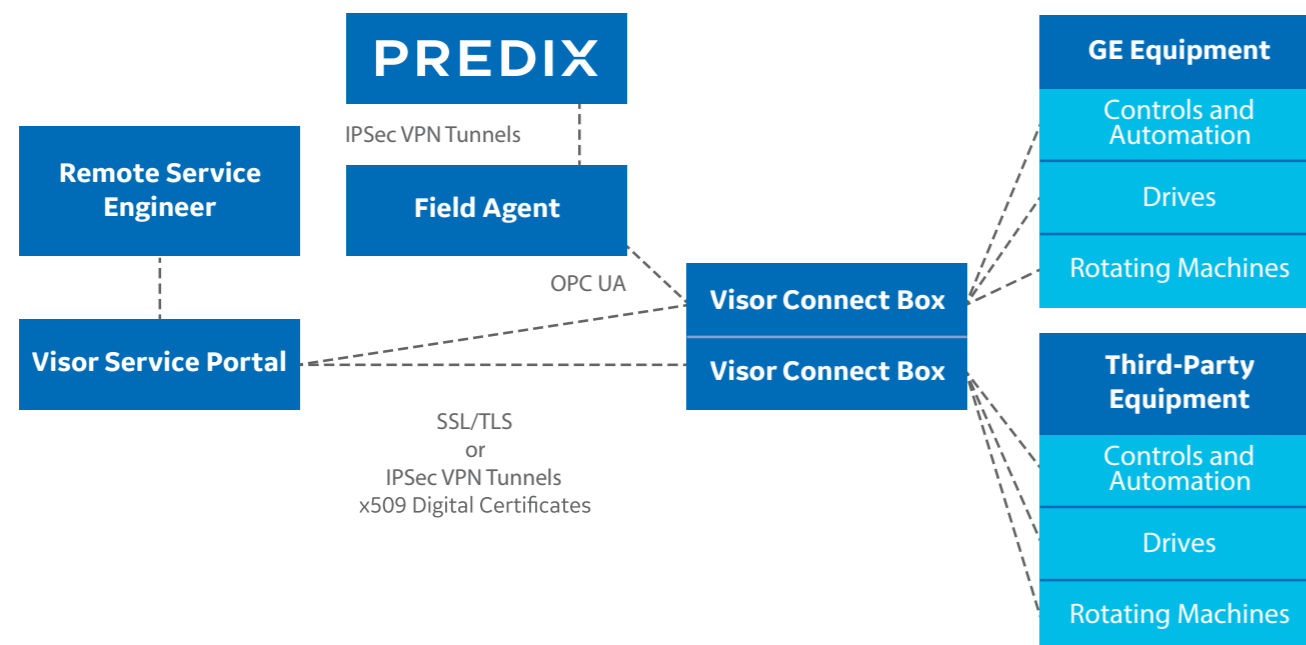 PREDIX
IPSec VPN Tunnels
Remote Service
Engineer
Field Agent
OPC UA
Visor Service Portal
Visor Connect Box
Visor Connect Box
SSL/TLS
or
IPSec VPN Tunnels
x509 Digital Certificates
GE Equipment
Controls and
Automation
Drives
Rotating Machines
Third-Party
Equipment
Controls and
Automation
Drives
Rotating Machines